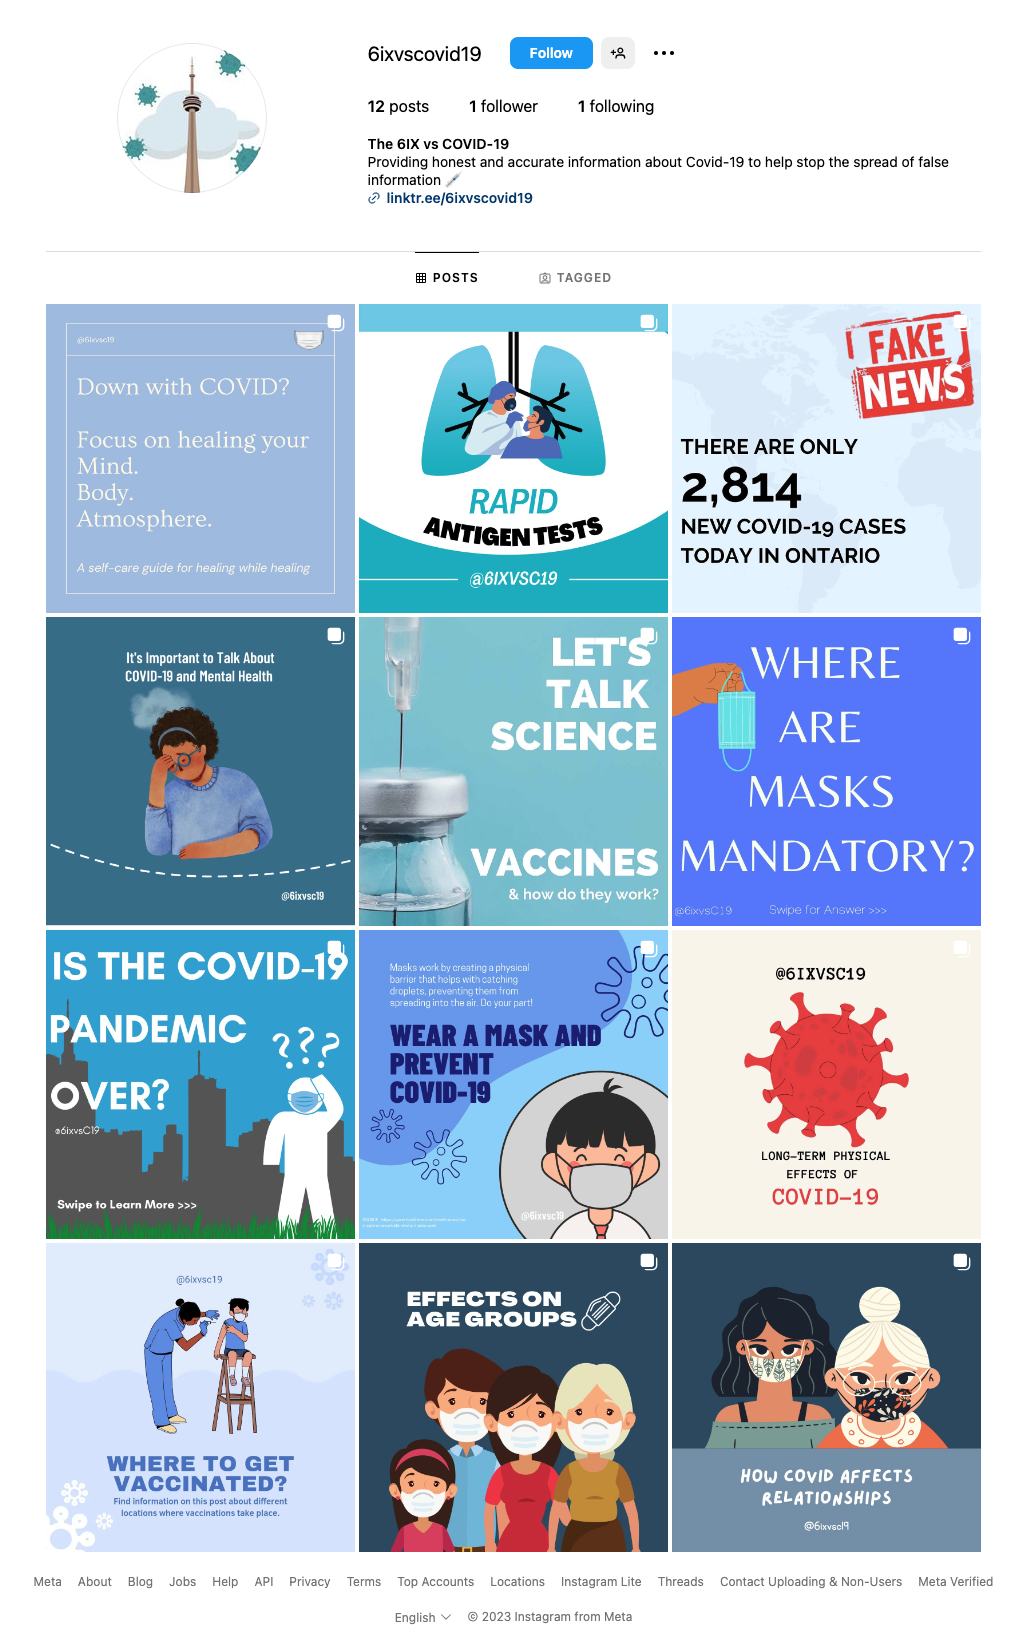 6ixvscovid19
Follow
12 posts 1 follower 1 following
The 6IX vs COVID-19
Providing honest and accurate information about Covid-19 to help stop the spread of false
information
linktr.ee/6ixvscovid19
POSTS TAGGED
@6ixvsc19
Down with COVID?
Focus on healing your
Mind.
Body.
Atmosphere.
A self-care guide for healing while healing
RAPID
ANTIGEN TESTS
@6IXVSC19
FAKE
NEWS
THERE ARE ONLY
2,814
NEW COVID-19 CASES
TODAY IN ONTARIO
It's Important to Talk About
COVID-19 and Mental Health
@6ixvsc19
LET'S
TALK
SCIENCE
VACCINES
& how do they work?
WHERE
ARE
MASKS
MANDATORY?
@6ixvsC19 Swipe for Answer >>>
IS THE COVID-19
PANDEMIC
OVER?
???
@6ixvsC19
Swipe to Learn More >>>
Masks work by creating a physical
barrier that helps with catching
droplets, preventing them from
spreading into the air. Do your part!
WEAR A MASK AND
PREVENT
COVID-19
@6ixvsc19
@6IXVSC19
LONG-TERM PHYSICAL
EFFECTS OF
COVID-19
@6ixvsc19
WHERE TO GET
VACCINATED?
Find information on this post about different
locations where vaccinations take place.
EFFECTS ON
AGE GROUPS
HOW COVID AFFECTS
RELATIONSHIPS
@6ixvsc19
Meta About Blog Jobs Help API Privacy Terms Top Accounts Locations Instagram Lite Threads Contact Uploading & Non-Users Meta Verified
English © 2023 Instagram from Meta